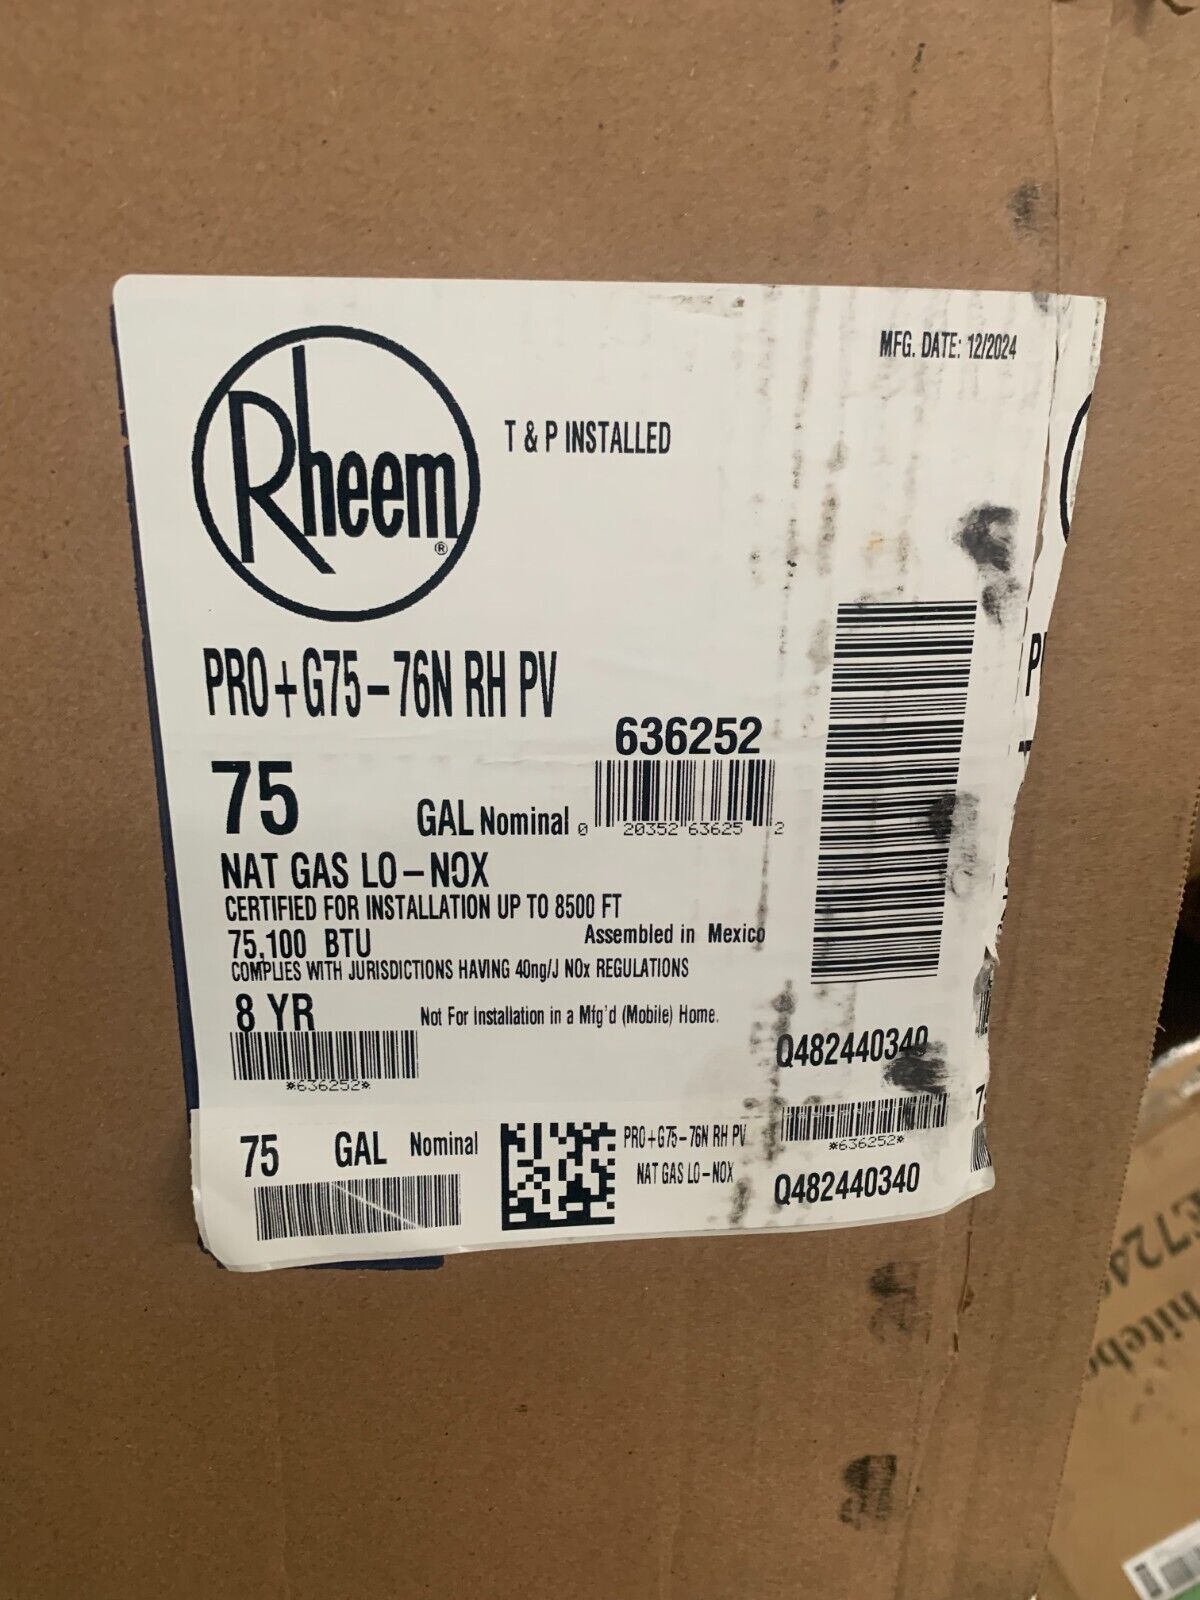 MFG. DATE: 12/2024
Rheem®
T & P INSTALLED
PRO+G75-76N RH PV
636252
75 GAL Nominal
0 20352 63625 2
NAT GAS LO-NOX
CERTIFIED FOR INSTALLATION UP TO 8500 FT
75,100 BTU
Assembled in Mexico
COMPLIES WITH JURISDICTIONS HAVING 40ng/J NOx REGULATIONS
8 YR
Not For Installation in a Mfg'd (Mobile) Home.
*636252*
Q482440340
75 GAL Nominal
PRO+G75-76N RH PV
NAT GAS LO-NOX
*636252*
Q482440340